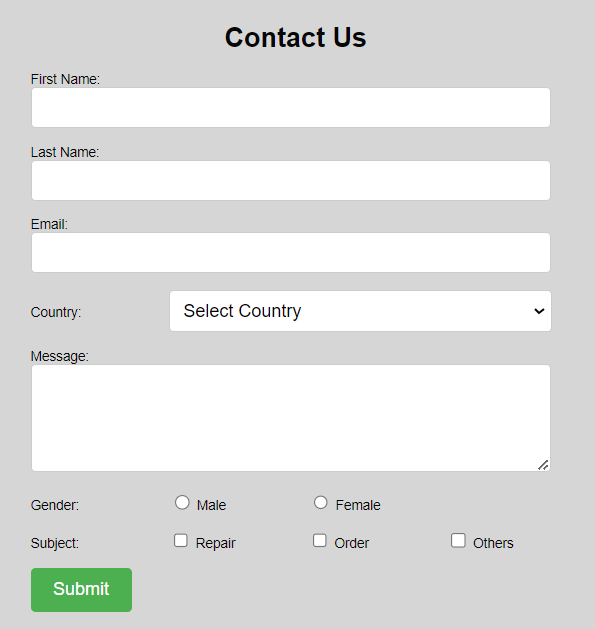 Contact Us
First Name:
Last Name:
Email:
Country: Select Country
Message:
Gender: Male Female
Subject: Repair Order Others
Submit